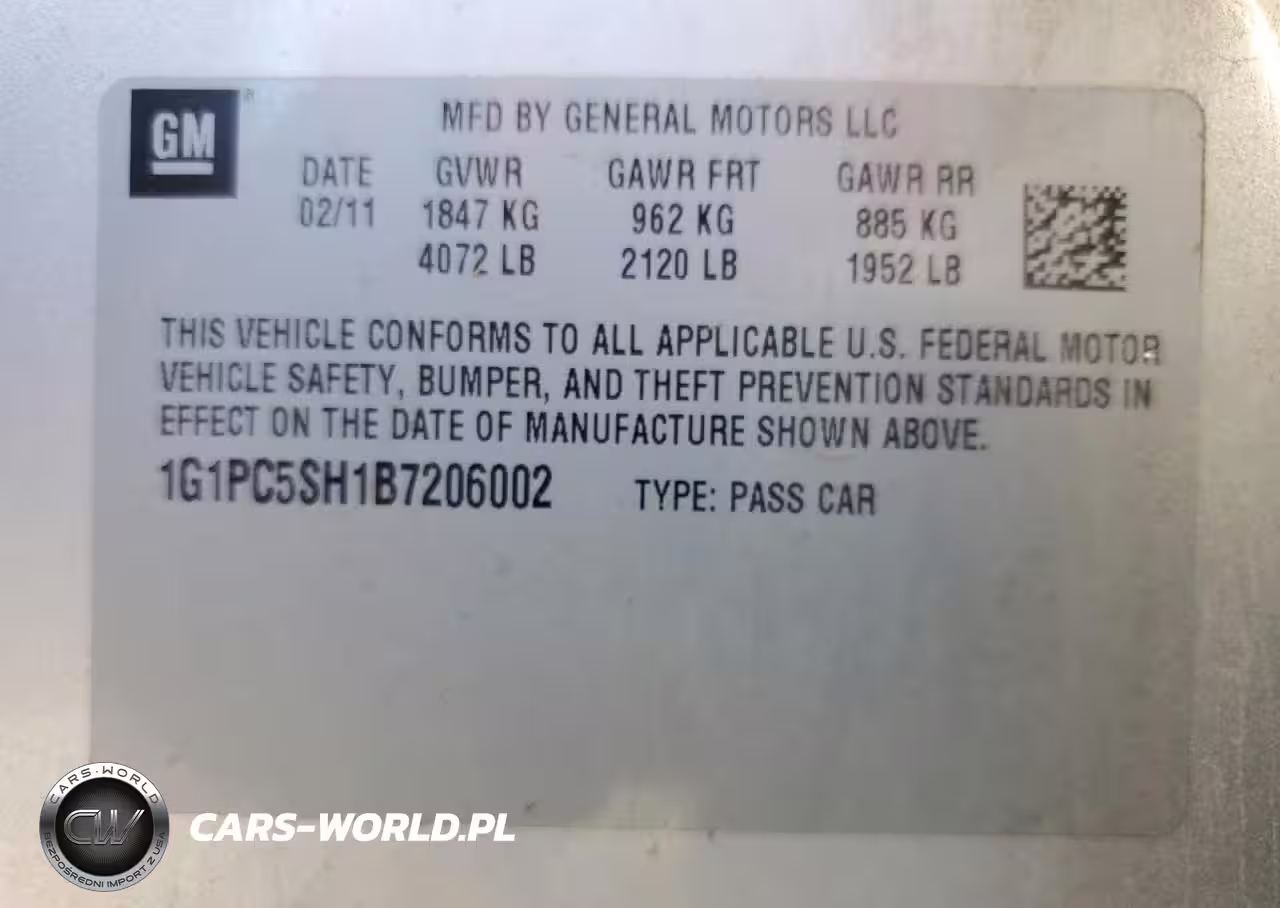 GM
MFD BY GENERAL MOTORS LLC
DATE GVWR GAWR FRT GAWR RR
02/11 1847 KG 962 KG 885 KG
4072 LB 2120 LB 1952 LB
THIS VEHICLE CONFORMS TO ALL APPLICABLE U.S. FEDERAL MOTOR
VEHICLE SAFETY, BUMPER, AND THEFT PREVENTION STANDARDS IN
EFFECT ON THE DATE OF MANUFACTURE SHOWN ABOVE.
1G1PC5SH1B7206002 TYPE: PASS CAR
CARS-WORLD
CW
BEZPOŚREDNI IMPORT Z USA
CARS-WORLD.PL